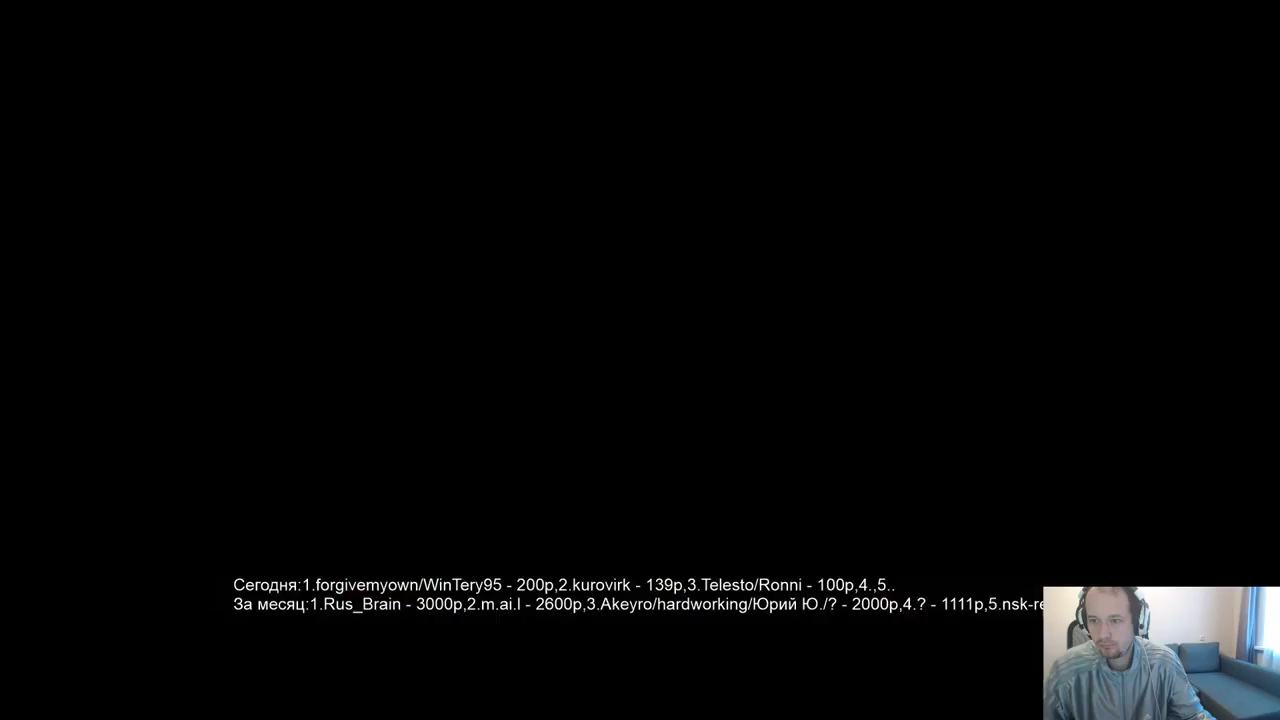 Сегодня:1.forgivemyown/WinTery95 - 200р,2.kurovirk - 139р,3.Telesto/Ronni - 100р,4.,5..
За месяц:1.Rus_Brain - 3000р,2.m.ai.l - 2600р,3.Akeyro/hardworking/Юрий Ю./? - 2000р,4.? - 1111р,5.nsk-re